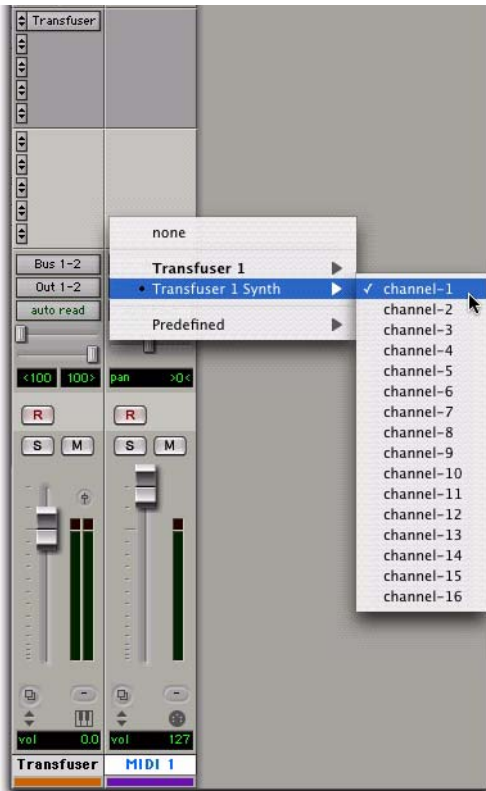 Transfuser
none
Transfuser 1
• Transfuser 1 Synth
Predefined
✓ channel-1
channel-2
channel-3
channel-4
channel-5
channel-6
channel-7
channel-8
channel-9
channel-10
channel-11
channel-12
channel-13
channel-14
channel-15
channel-16
Bus 1-2
Out 1-2
auto read
<100 100> pan >0<
R R
S M S M
vol 0.0 vol 127
Transfuser MIDI 1